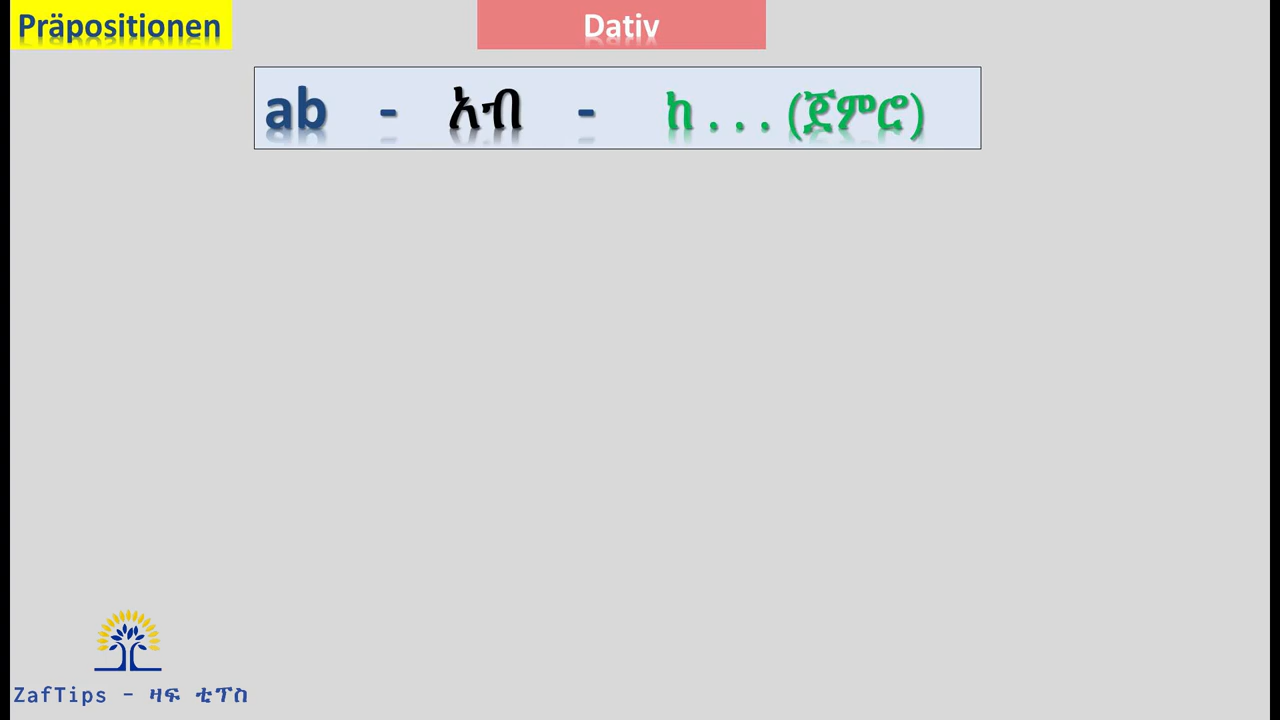 Präpositionen
Dativ
ab - አብ - ከ . . . (ጀምሮ)
ZafTips - ዛፍ ቲፕስ